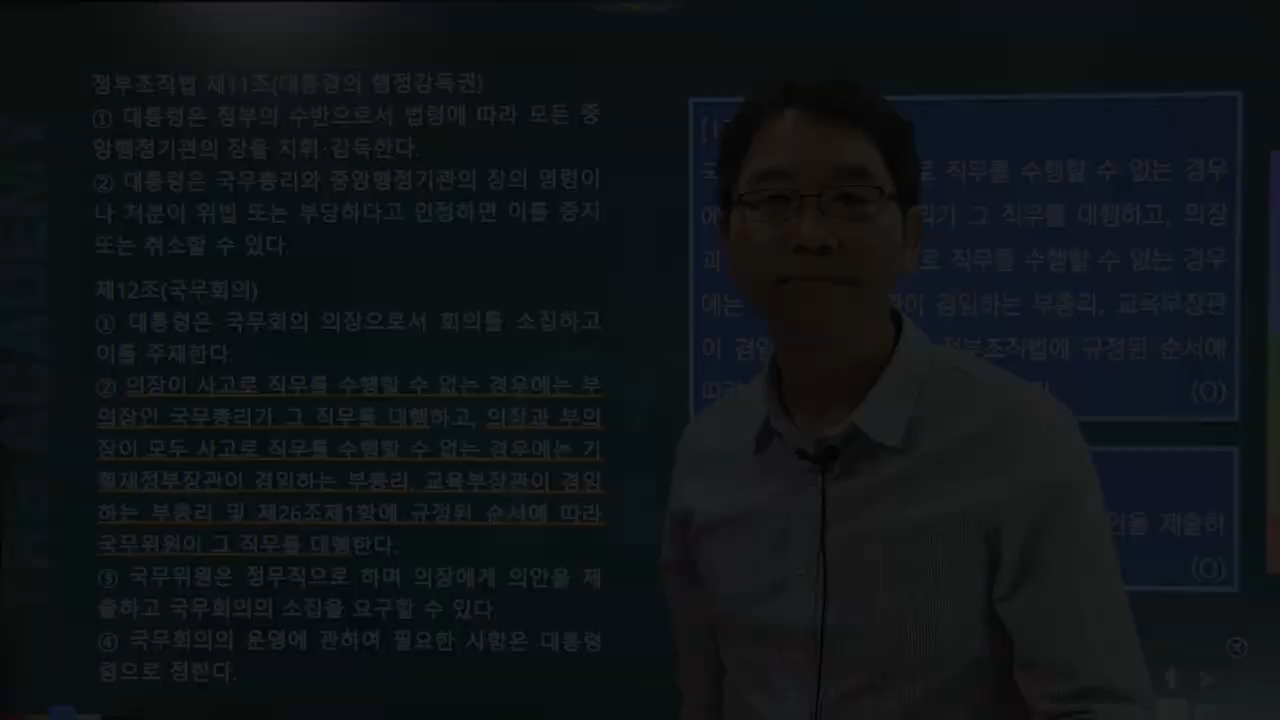 정부조직법 제11조(대통령의 행정감독권)
① 대통령은 정부의 수반으로서 법령에 따라 모든 중
앙행정기관의 장을 지휘·감독한다.
② 대통령은 국무총리와 중앙행정기관의 장의 명령이
나 처분이 위법 또는 부당하다고 인정하면 이를 중지
또는 취소할 수 있다.
제12조(국무회의)
① 대통령은 국무회의 의장으로서 회의를 소집하고
이를 주재한다.
② 의장이 사고로 직무를 수행할 수 없는 경우에는 부
의장인 국무총리가 그 직무를 대행하고, 의장과 부의
장이 모두 사고로 직무를 수행할 수 없는 경우에는 기
획재정부장관이 겸임하는 부총리, 교육부장관이 겸임
하는 부총리 및 제26조제1항에 규정된 순서에 따라
국무위원이 그 직무를 대행한다.
③ 국무위원은 정무직으로 하며 의장에게 의안을 제
출하고 국무회의의 소집을 요구할 수 있다.
④ 국무회의의 운영에 관하여 필요한 사항은 대통령
령으로 정한다.
직무를 수행할 수 없는 경우
그 직무를 대행하고, 의장
직무를 수행할 수 없는 경우
에는 겸임하는 부총리, 교육부장관
이 정부조직법에 규정된 순서에
(O)
제출하
(O)